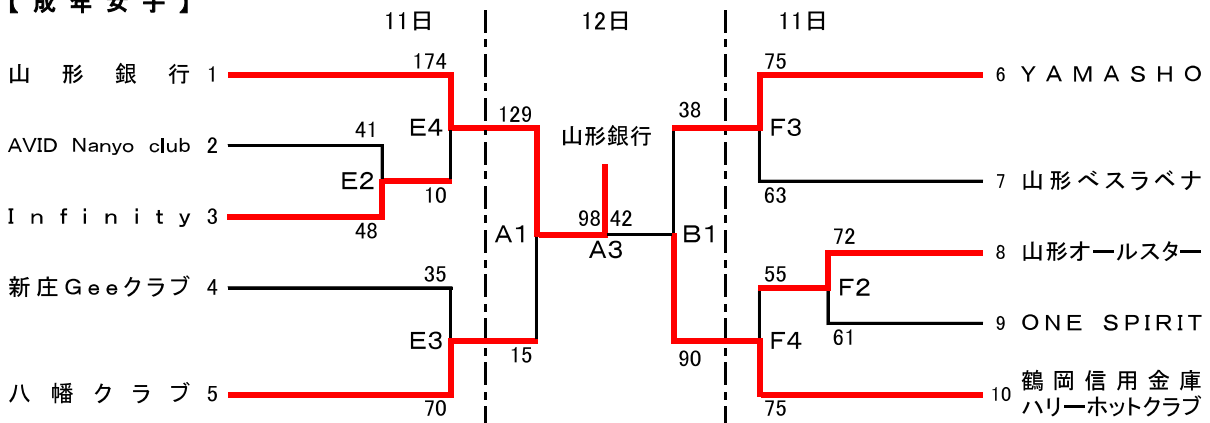 【成年女子】
11日
12日
11日
山形銀行 1
174
AVID Nanyo club 2
41
E4
129
E2
10
Infinity 3
48
A1
新庄Geeクラブ 4
35
E3
15
八幡クラブ 5
70
山形銀行
98 42
A3
75
6 YAMASHO
38
F3
63
7 山形ベスラベナ
B1
72
8 山形オールスター
55
F2
61
9 ONE SPIRIT
F4
90
75
10 鶴岡信用金庫
ハリーホットクラブ